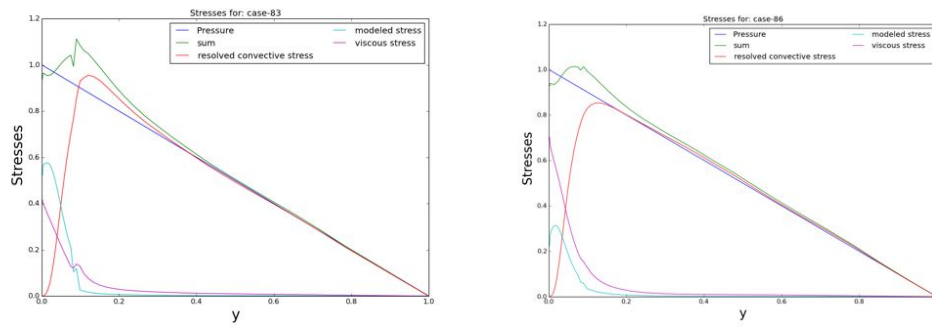 Stresses for: case-83
1.2
1.0
0.8
0.6
0.4
0.2
0.0
Stresses
Pressure
sum
resolved convective stress
modeled stress
viscous stress
0.0 0.2 0.4 0.6 0.8 1.0
y
Stresses for: case-86
1.2
1.0
0.8
0.6
0.4
0.2
0.0
Stresses
Pressure
sum
resolved convective stress
modeled stress
viscous stress
0.0 0.2 0.4 0.6 0.8
y